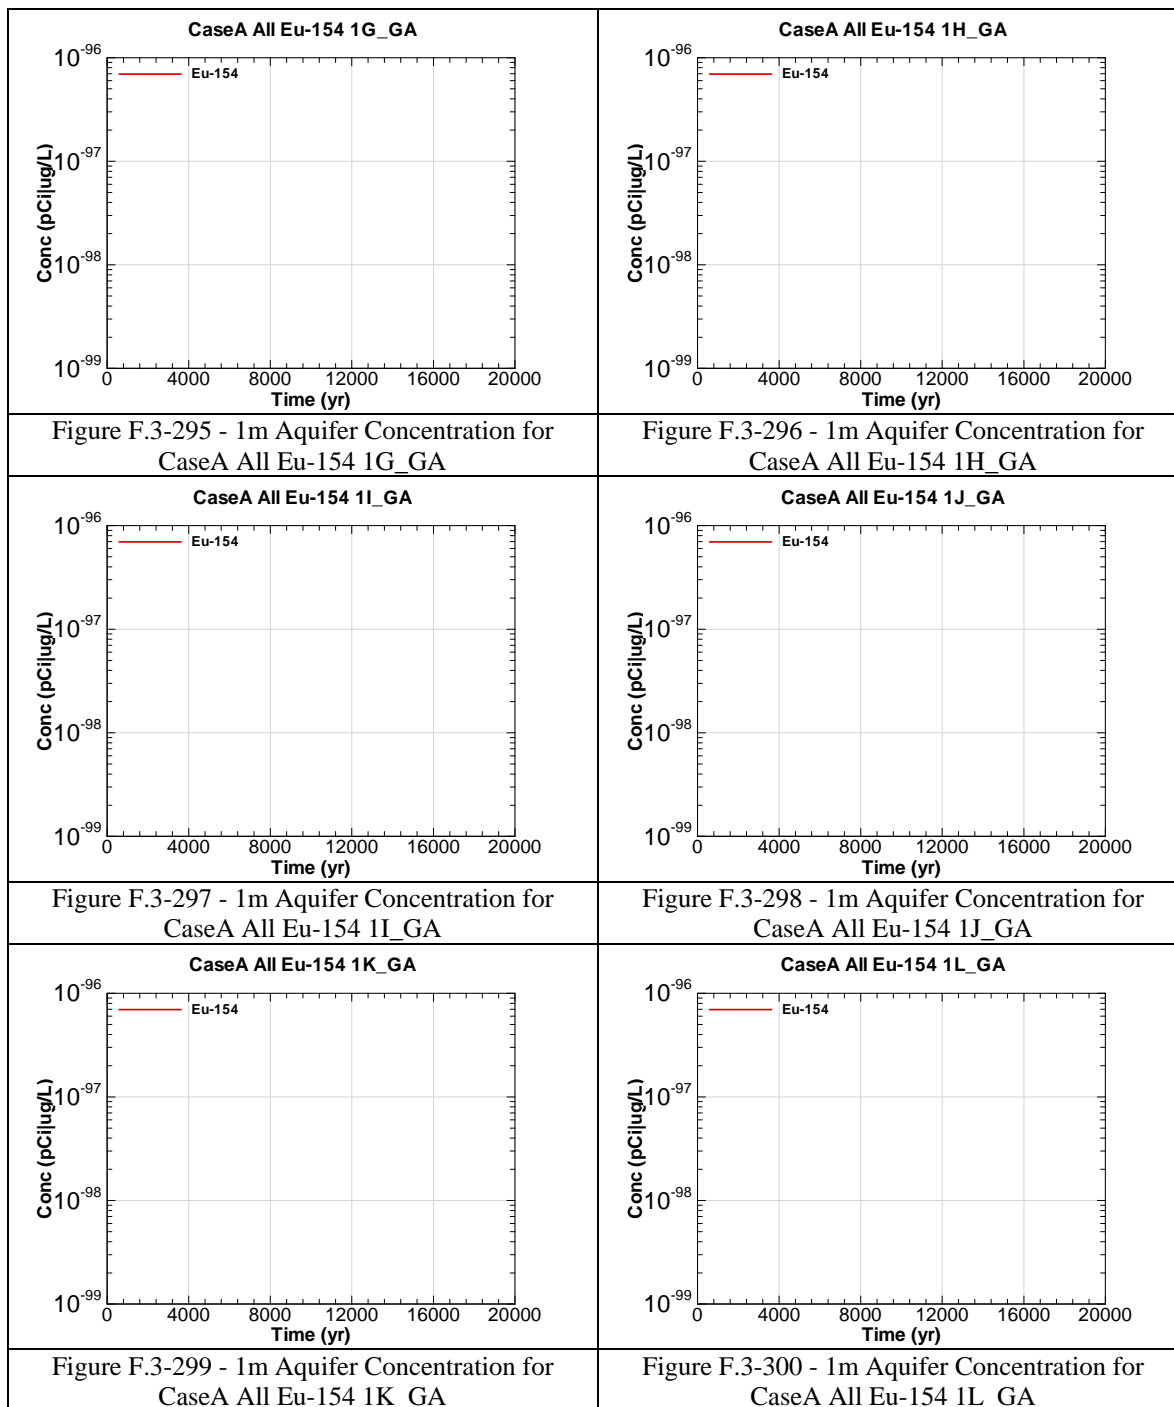 CaseA All Eu-154 1G_GA
Eu-154
Conc (pCi|ug/L)
10-96
10-97
10-98
10-99
0 4000 8000 12000 16000 20000
Time (yr)
Figure F.3-295 - 1m Aquifer Concentration for
CaseA All Eu-154 1G_GA
CaseA All Eu-154 1H_GA
Eu-154
Conc (pCi|ug/L)
10-96
10-97
10-98
10-99
0 4000 8000 12000 16000 20000
Time (yr)
Figure F.3-296 - 1m Aquifer Concentration for
CaseA All Eu-154 1H_GA
CaseA All Eu-154 1I_GA
Eu-154
Conc (pCi|ug/L)
10-96
10-97
10-98
10-99
0 4000 8000 12000 16000 20000
Time (yr)
Figure F.3-297 - 1m Aquifer Concentration for
CaseA All Eu-154 1I_GA
CaseA All Eu-154 1J_GA
Eu-154
Conc (pCi|ug/L)
10-96
10-97
10-98
10-99
0 4000 8000 12000 16000 20000
Time (yr)
Figure F.3-298 - 1m Aquifer Concentration for
CaseA All Eu-154 1J_GA
CaseA All Eu-154 1K_GA
Eu-154
Conc (pCi|ug/L)
10-96
10-97
10-98
10-99
0 4000 8000 12000 16000 20000
Time (yr)
Figure F.3-299 - 1m Aquifer Concentration for
CaseA All Eu-154 1K_GA
CaseA All Eu-154 1L_GA
Eu-154
Conc (pCi|ug/L)
10-96
10-97
10-98
10-99
0 4000 8000 12000 16000 20000
Time (yr)
Figure F.3-300 - 1m Aquifer Concentration for
CaseA All Eu-154 1L_GA